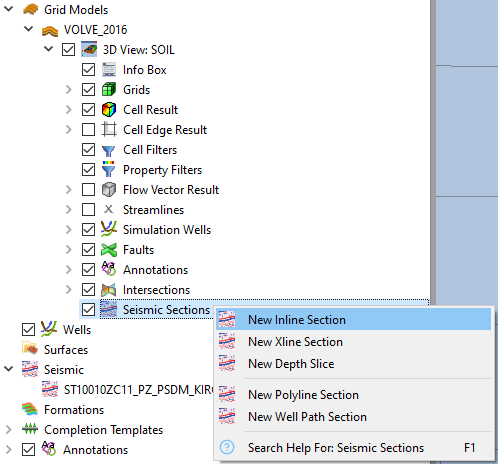 Grid Models
VOLVE_2016
3D View: SOIL
Info Box
Grids
Cell Result
Cell Edge Result
Cell Filters
Property Filters
Flow Vector Result
Streamlines
Simulation Wells
Faults
Annotations
Intersections
Seismic Sections
New Inline Section
New Xline Section
New Depth Slice
New Polyline Section
New Well Path Section
Search Help For: Seismic Sections F1
Wells
Surfaces
Seismic
ST10010ZC11_PZ_PSDM_KIR
Formations
Completion Templates
Annotations